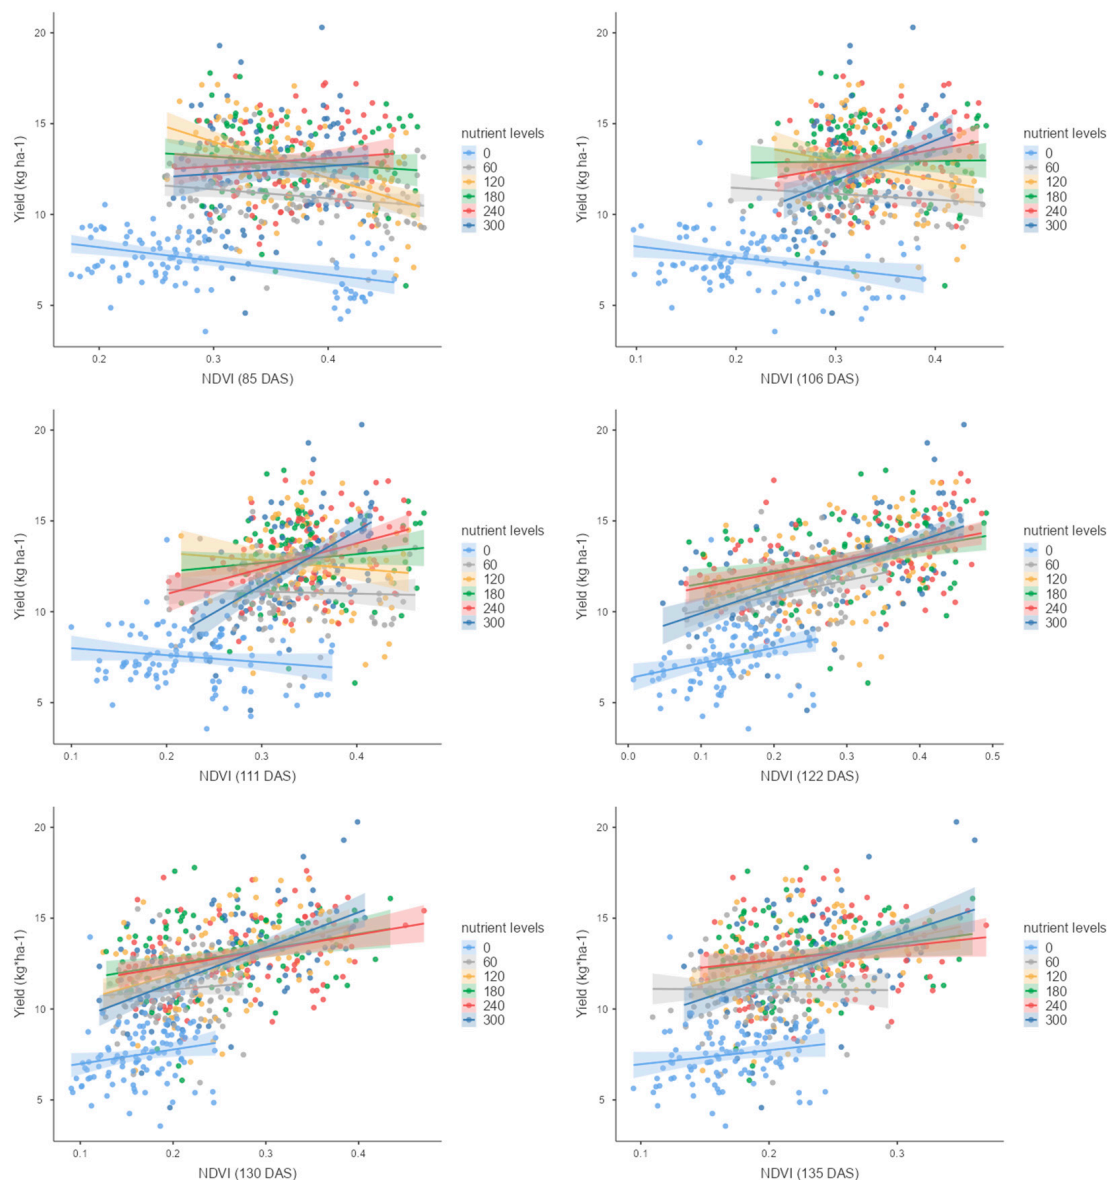 20
15
10
5
Yield (kg ha-1)
0.2 0.3 0.4
NDVI (85 DAS)
nutrient levels
0
60
120
180
240
300
20
15
10
5
Yield (kg ha-1)
0.1 0.2 0.3 0.4
NDVI (106 DAS)
nutrient levels
0
60
120
180
240
300
20
15
10
5
Yield (kg ha-1)
0.1 0.2 0.3 0.4
NDVI (111 DAS)
nutrient levels
0
60
120
180
240
300
20
15
10
5
Yield (kg ha-1)
0.0 0.1 0.2 0.3 0.4 0.5
NDVI (122 DAS)
nutrient levels
0
60
120
180
240
300
20
15
10
5
Yield (kg*ha-1)
0.1 0.2 0.3 0.4
NDVI (130 DAS)
nutrient levels
0
60
120
180
240
300
20
15
10
5
Yield (kg*ha-1)
0.1 0.2 0.3
NDVI (135 DAS)
nutrient levels
0
60
120
180
240
300